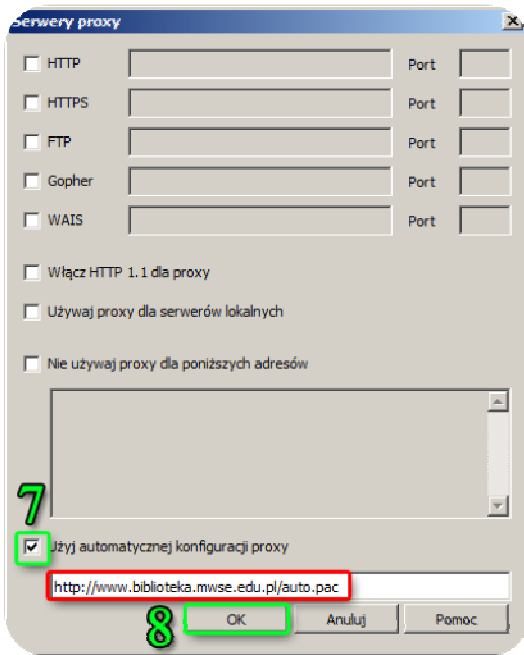 Serwery proxy
HTTP Port
HTTPS Port
FTP Port
Gopher Port
WAIS Port
Włącz HTTP 1.1 dla proxy
Używaj proxy dla serwerów lokalnych
Nie używaj proxy dla poniższych adresów
7
Użyj automatycznej konfiguracji proxy
http://www.biblioteka.mwse.edu.pl/auto.pac
8 OK Anuluj Pomoc